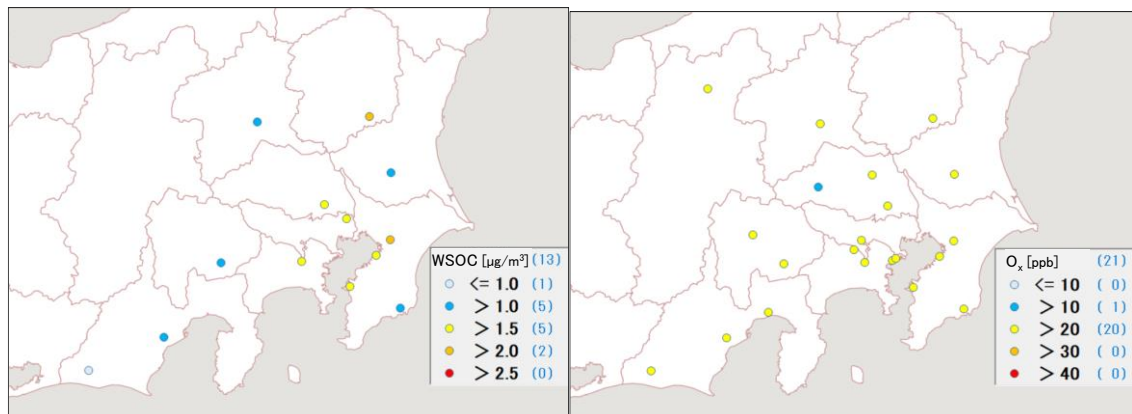 WSOC [μg/m³] (13)
<= 1.0 (1)
> 1.0 (5)
> 1.5 (5)
> 2.0 (2)
> 2.5 (0)
Ox [ppb] (21)
<= 10 ( 0)
> 10 ( 1)
> 20 (20)
> 30 ( 0)
> 40 ( 0)